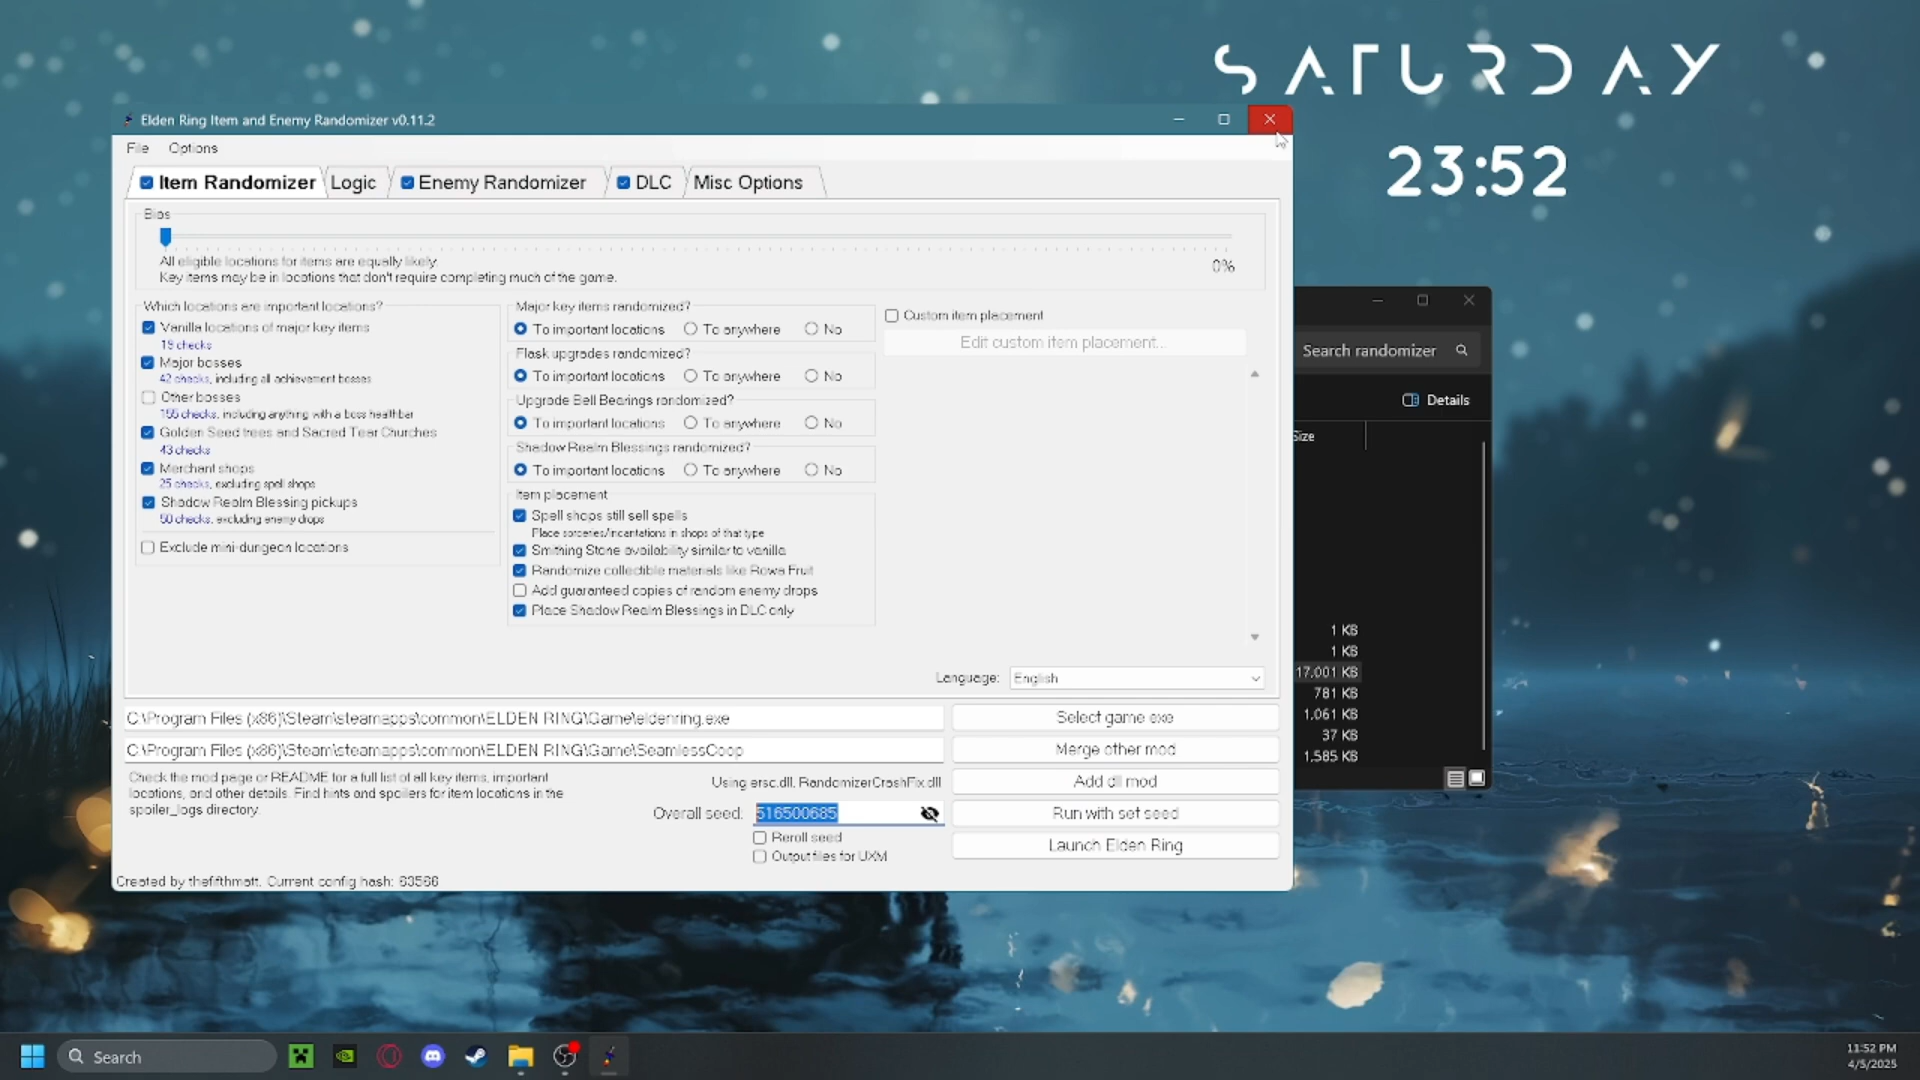 SATURDAY
23:52
Elden Ring Item and Enemy Randomizer v0.11.2
File Options
Item Randomizer Logic Enemy Randomizer DLC Misc Options
Bias
All eligible locations for items are equally likely.
Key items may be in locations that don't require completing much of the game.
0%
Which locations are important locations?
Vanilla locations of major key items
19 checks
Major bosses
42 checks, including all achievement bosses
Other bosses
155 checks, including anything with a boss healthbar
Golden Seed trees and Sacred Tear Churches
43 checks
Merchant shops
25 checks, excluding spell shops
Shadow Realm Blessing pickups
50 checks, excluding enemy drops
Exclude mini-dungeon locations
Major key items randomized?
To important locations To anywhere No
Flask upgrades randomized?
To important locations To anywhere No
Upgrade Bell Bearings randomized?
To important locations To anywhere No
Shadow Realm Blessings randomized?
To important locations To anywhere No
Item placement
Spell shops still sell spells
Place sorceries/incantations in shops of that type
Smithing Stone availability similar to vanilla
Randomize collectible materials like Rowa Fruit
Add guaranteed copies of random enemy drops
Place Shadow Realm Blessings in DLC only
Custom item placement
Edit custom item placement...
Language: English
C:\Program Files (x86)\Steam\steamapps\common\ELDEN RING\Game\eldenring.exe
Select game exe
C:\Program Files (x86)\Steam\steamapps\common\ELDEN RING\Game\SeamlessCoop
Merge other mod
Check the mod page or README for a full list of all key items, important
locations, and other details. Find hints and spoilers for item locations in the
spoiler_logs directory.
Using ersc.dll, RandomizerCrashFix.dll
Add dll mod
Overall seed: 516500685
Run with set seed
Reroll seed
Launch Elden Ring
Output files for UXM
Created by thefifthmatt. Current config hash: 63566
Search randomizer
Details
Size
1 KB
1 KB
17,001 KB
781 KB
1,061 KB
37 KB
1,585 KB
Search
11:52 PM
4/5/2025